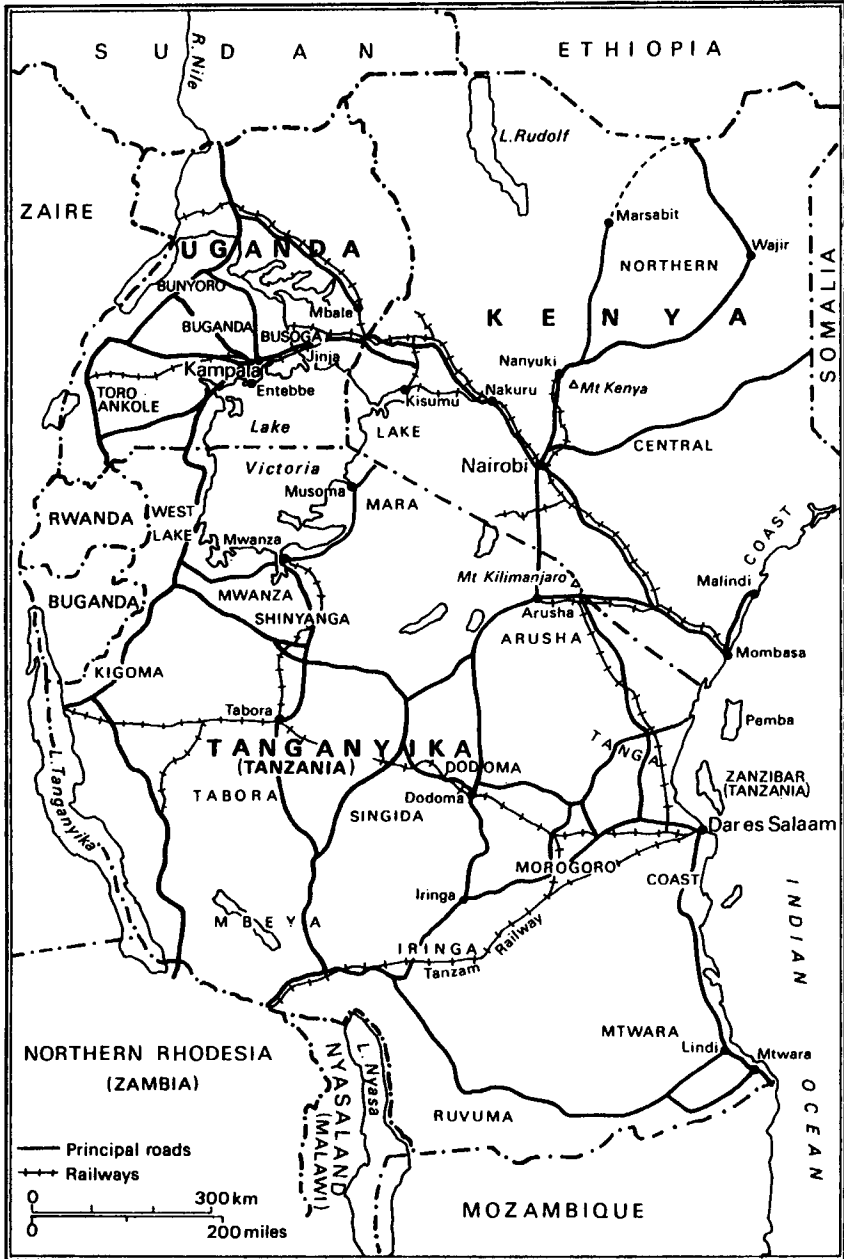 SUDAN
ETHIOPIA
R. Nile
L. Rudolf
ZAIRE
Marsabit
Wajir
UGANDA
NORTHERN
SOMALIA
BUNYORO
Mbale
KENYA
BUGANDA
BUSOGA
Jinja
Nanyuki
Kampala
Mt Kenya
TORO
ANKOLE
Entebbe
Kisumu
Nakuru
Lake
LAKE
CENTRAL
Victoria
Nairobi
Musoma
MARA
RWANDA
WEST
LAKE
COAST
Mwanza
Mt Kilimanjaro
Malindi
BUGANDA
MWANZA
Arusha
SHINYANGA
ARUSHA
Mombasa
KIGOMA
Tabora
Pemba
TANGANYIKA
(TANZANIA)
TANGA
DODOMA
ZANZIBAR
(TANZANIA)
L. Tanganyika
TABORA
Dodoma
SINGIDA
Dar es Salaam
MOROGORO
COAST
Iringa
MBEYA
IRINGA
Tanzam Railway
INDIAN OCEAN
MTWARA
Lindi
Mtwara
NORTHERN RHODESIA
(ZAMBIA)
NYASALAND
(MALAWI)
L. Nyasa
RUVUMA
Principal roads
Railways
0 300 km
0 200 miles
MOZAMBIQUE